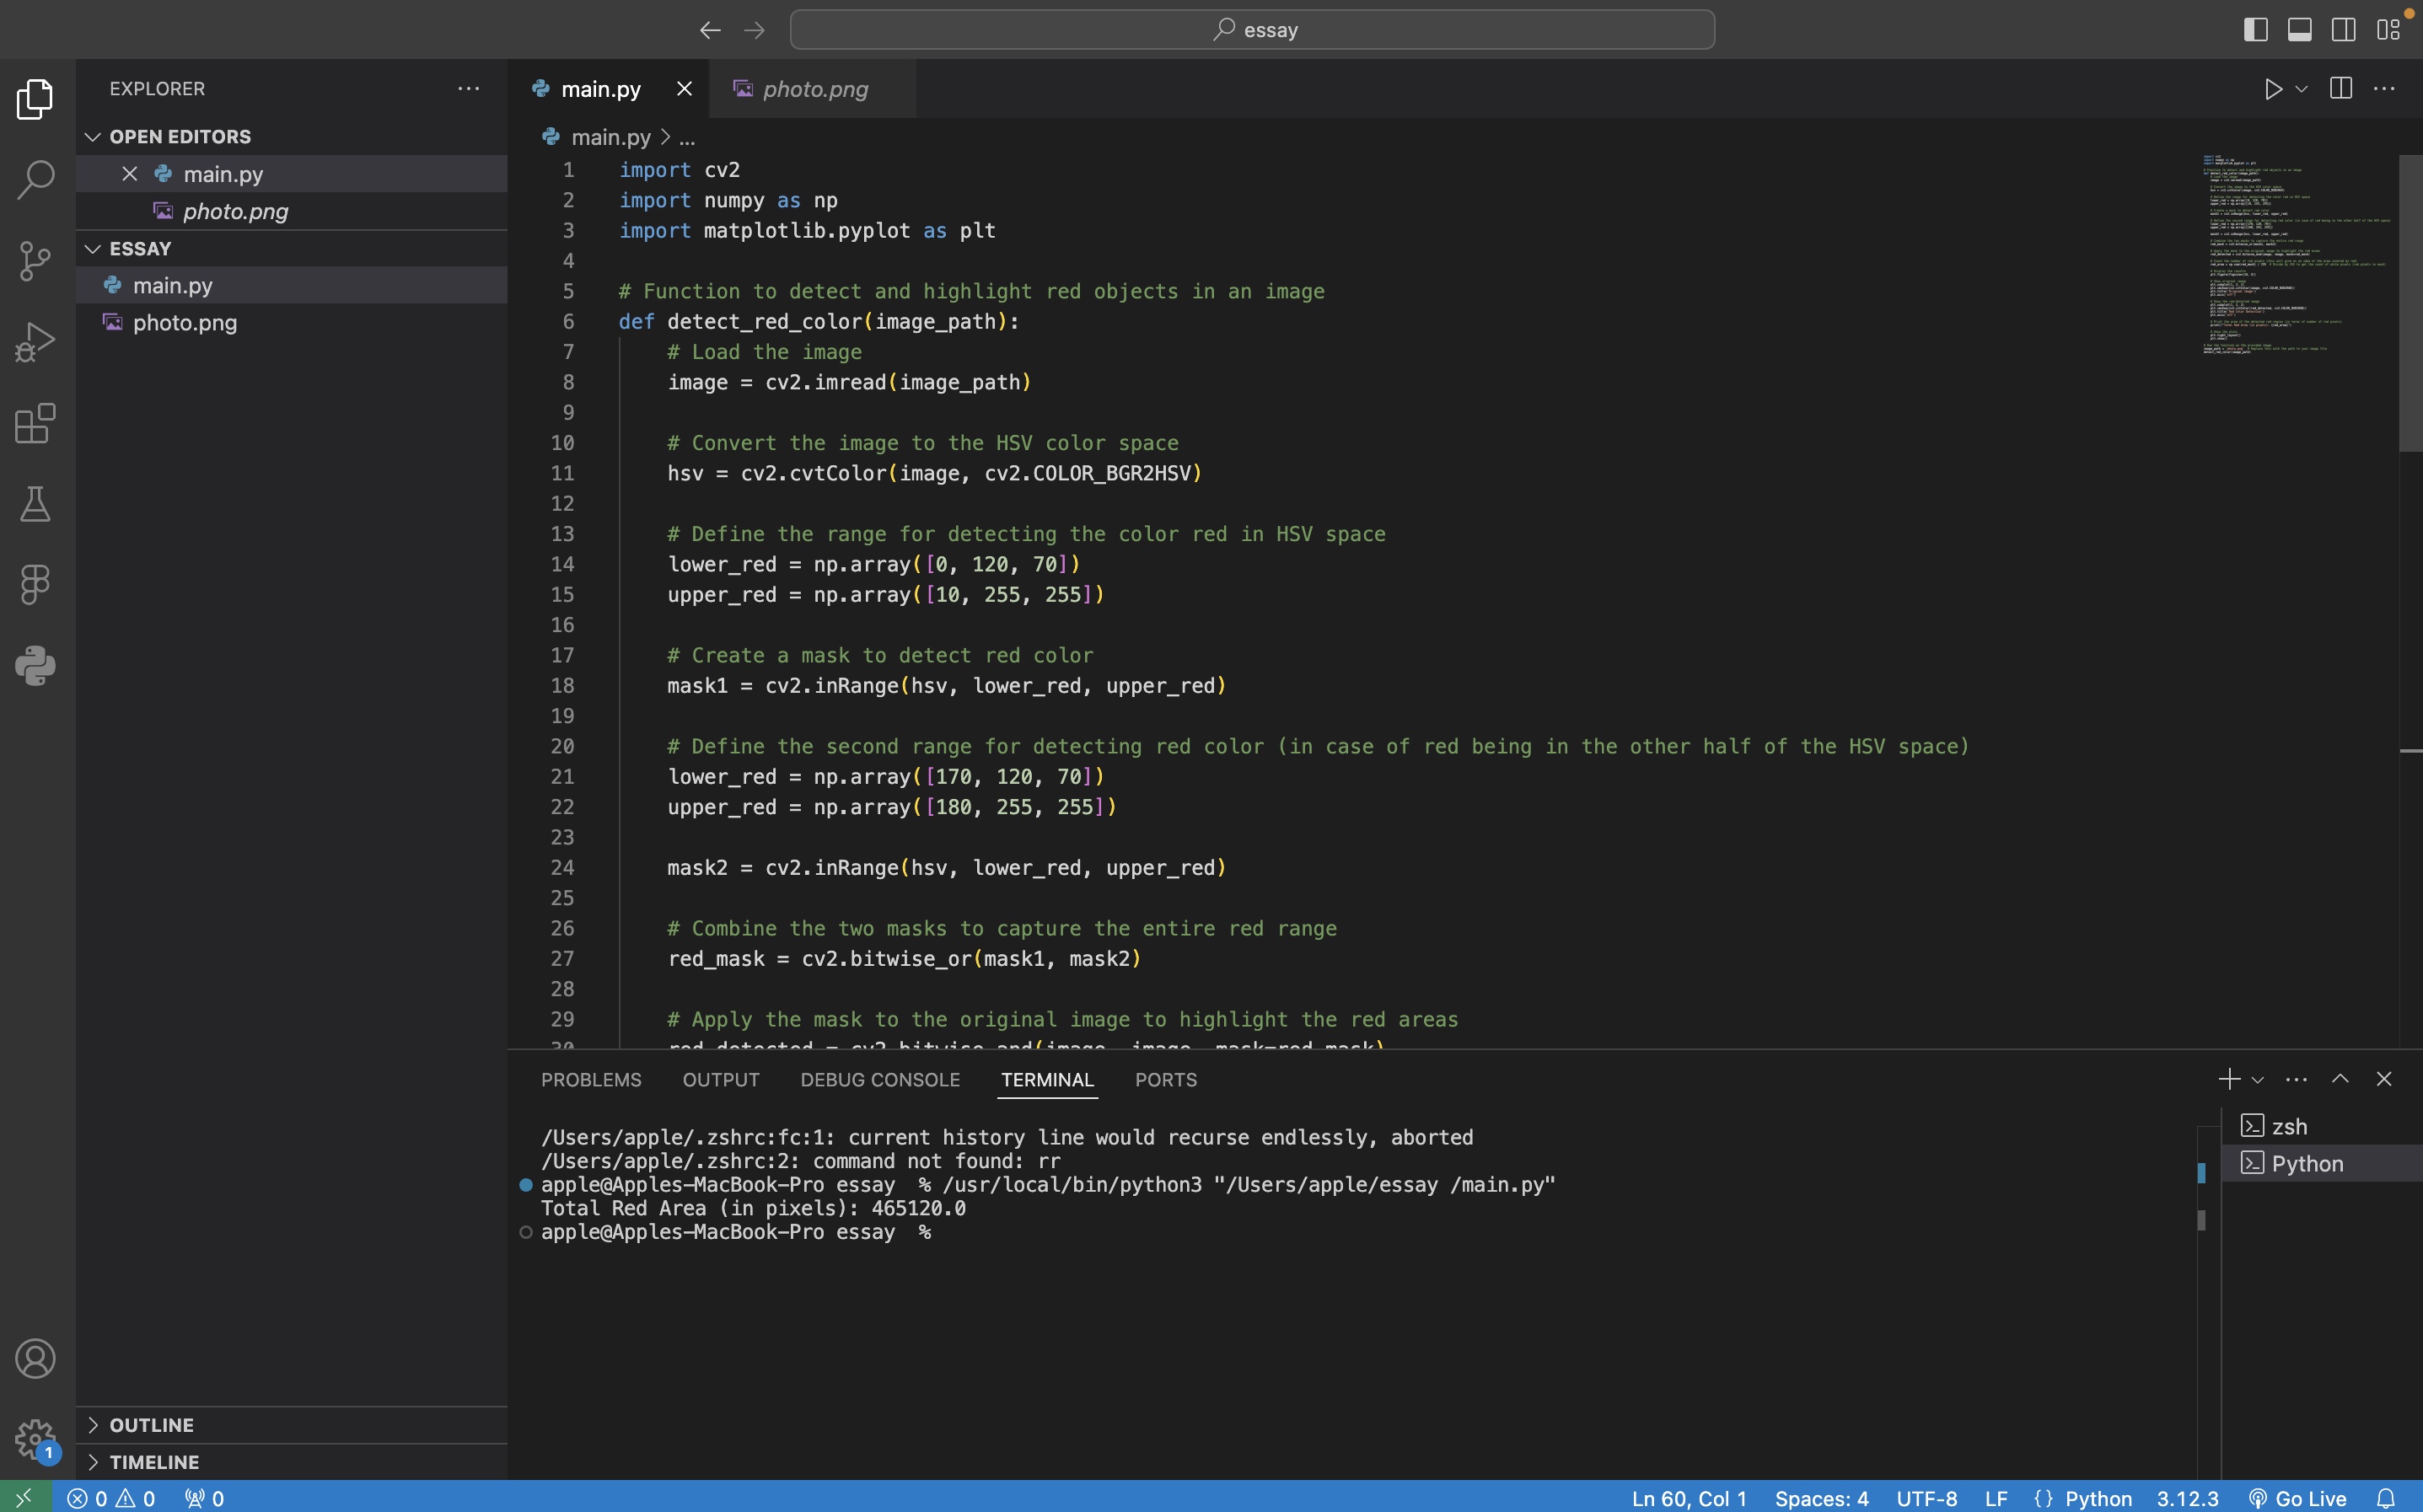 essay
EXPLORER
OPEN EDITORS
main.py
photo.png
ESSAY
main.py
photo.png
OUTLINE
TIMELINE
main.py
photo.png
main.py > ...
1 import cv2
2 import numpy as np
3 import matplotlib.pyplot as plt
4
5 # Function to detect and highlight red objects in an image
6 def detect_red_color(image_path):
7 # Load the image
8 image = cv2.imread(image_path)
9
10 # Convert the image to the HSV color space
11 hsv = cv2.cvtColor(image, cv2.COLOR_BGR2HSV)
12
13 # Define the range for detecting the color red in HSV space
14 lower_red = np.array([0, 120, 70])
15 upper_red = np.array([10, 255, 255])
16
17 # Create a mask to detect red color
18 mask1 = cv2.inRange(hsv, lower_red, upper_red)
19
20 # Define the second range for detecting red color (in case of red being in the other half of the HSV space)
21 lower_red = np.array([170, 120, 70])
22 upper_red = np.array([180, 255, 255])
23
24 mask2 = cv2.inRange(hsv, lower_red, upper_red)
25
26 # Combine the two masks to capture the entire red range
27 red_mask = cv2.bitwise_or(mask1, mask2)
28
29 # Apply the mask to the original image to highlight the red areas
30 red_detected = cv2.bitwise_and(image, image, mask=red_mask)
PROBLEMS OUTPUT DEBUG CONSOLE TERMINAL PORTS
/Users/apple/.zshrc:fc:1: current history line would recurse endlessly, aborted
/Users/apple/.zshrc:2: command not found: rr
apple@Apples-MacBook-Pro essay % /usr/local/bin/python3 "/Users/apple/essay /main.py"
Total Red Area (in pixels): 465120.0
apple@Apples-MacBook-Pro essay %
zsh
Python
1
0 0 0 Ln 60, Col 1 Spaces: 4 UTF-8 LF {} Python 3.12.3 Go Live